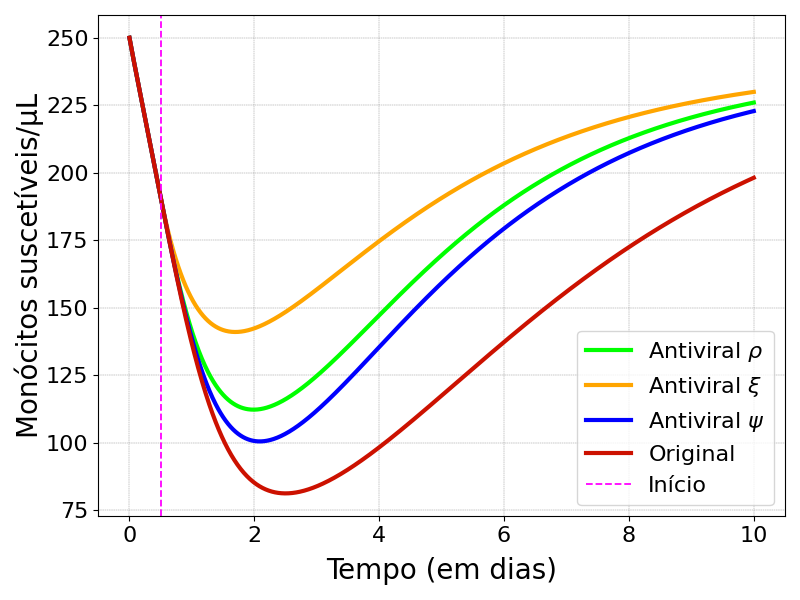 Monócitos suscetíveis/µL
250
225
200
175
150
125
100
75
0 2 4 6 8 10
Tempo (em dias)
Antiviral ρ
Antiviral ξ
Antiviral ψ
Original
Início